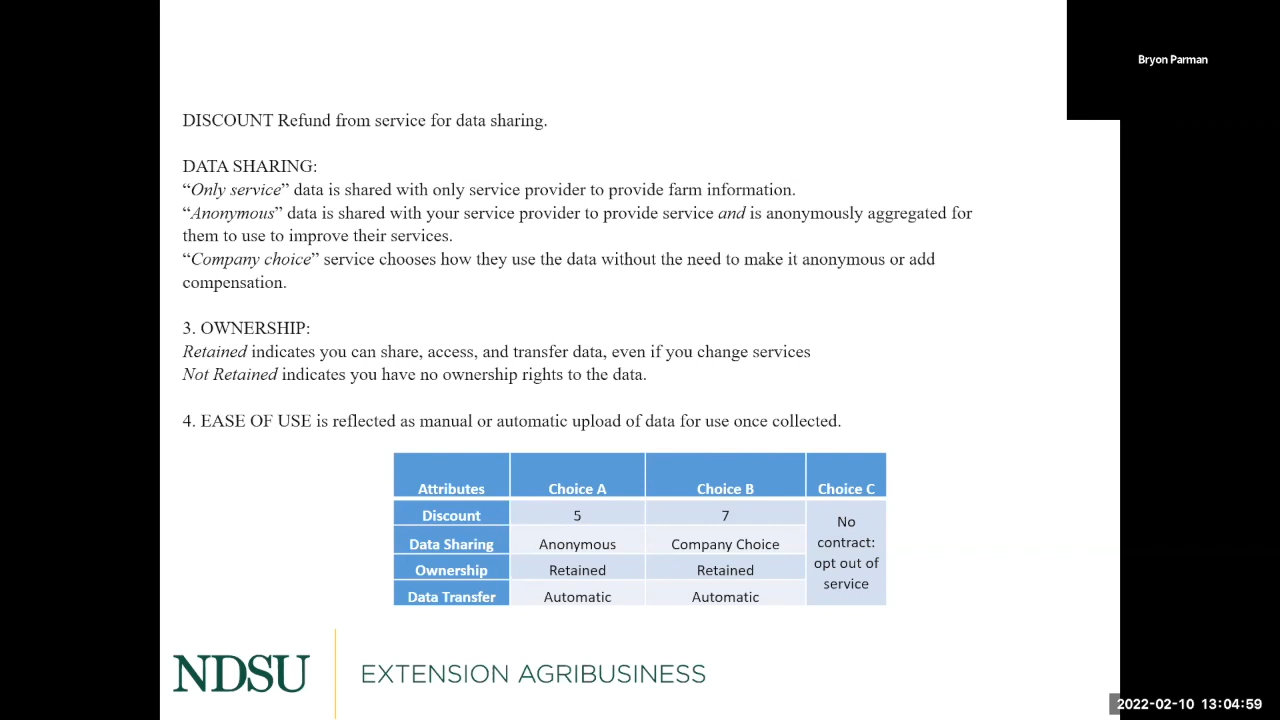 Bryon Parman
DISCOUNT Refund from service for data sharing.
DATA SHARING:
“Only service” data is shared with only service provider to provide farm information.
“Anonymous” data is shared with your service provider to provide service and is anonymously aggregated for
them to use to improve their services.
“Company choice” service chooses how they use the data without the need to make it anonymous or add
compensation.
3. OWNERSHIP:
Retained indicates you can share, access, and transfer data, even if you change services
Not Retained indicates you have no ownership rights to the data.
4. EASE OF USE is reflected as manual or automatic upload of data for use once collected.
Attributes Choice A Choice B Choice C
Discount 5 7
Data Sharing Anonymous Company Choice
Ownership Retained Retained
Data Transfer Automatic Automatic
No
contract:
opt out of
service
NDSU EXTENSION AGRIBUSINESS
2022-02-10 13:04:59